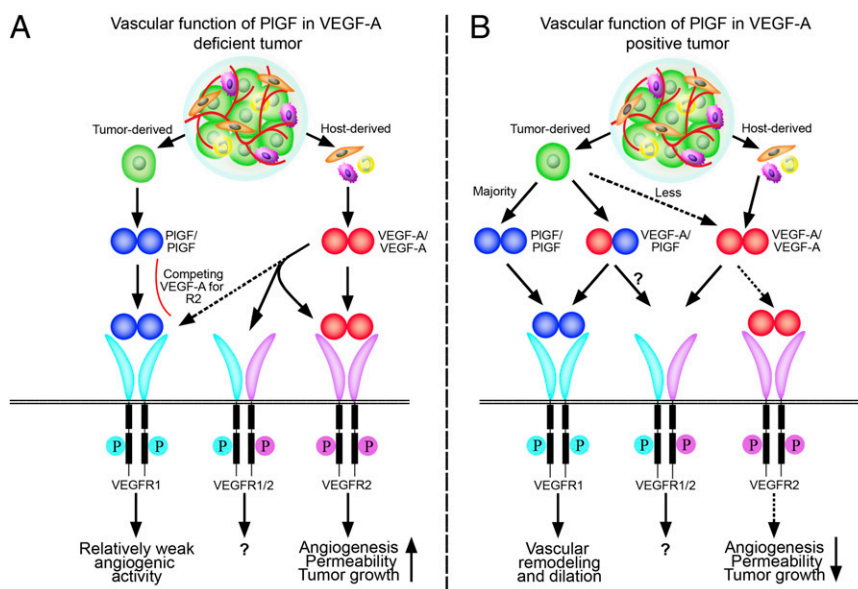 A
Vascular function of PlGF in VEGF-A
deficient tumor
Tumor-derived
Host-derived
PlGF/
PlGF
VEGF-A/
VEGF-A
Competing
VEGF-A for
R2
P P
P P
P P
VEGFR1
VEGFR1/2
VEGFR2
Relatively weak
angiogenic
activity
?
Angiogenesis
Permeability
Tumor growth
B
Vascular function of PlGF in VEGF-A
positive tumor
Tumor-derived
Host-derived
Majority
Less
PlGF/
PlGF
VEGF-A/
PlGF
VEGF-A/
VEGF-A
?
P P
P P
P P
VEGFR1
VEGFR1/2
VEGFR2
Vascular
remodeling
and dilation
?
Angiogenesis
Permeability
Tumor growth